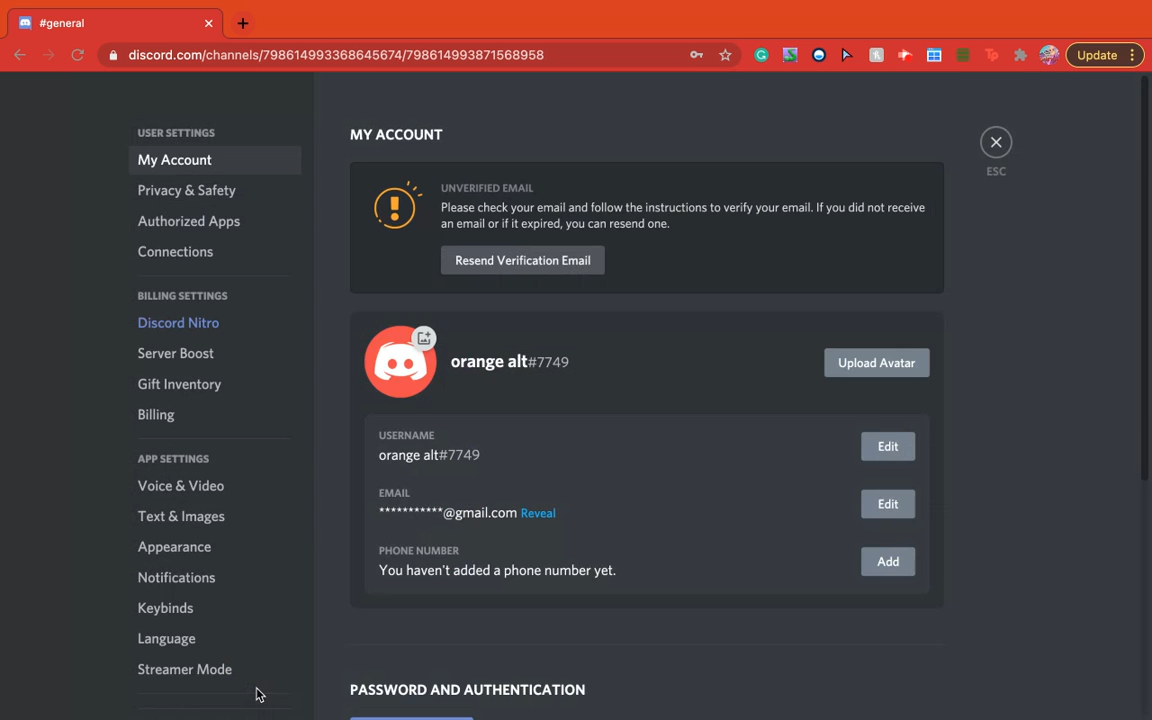 #general
discord.com/channels/798614993368645674/798614993871568958
Update
USER SETTINGS
My Account
Privacy & Safety
Authorized Apps
Connections
BILLING SETTINGS
Discord Nitro
Server Boost
Gift Inventory
Billing
APP SETTINGS
Voice & Video
Text & Images
Appearance
Notifications
Keybinds
Language
Streamer Mode
MY ACCOUNT
ESC
UNVERIFIED EMAIL
Please check your email and follow the instructions to verify your email. If you did not receive
an email or if it expired, you can resend one.
Resend Verification Email
orange alt#7749
Upload Avatar
USERNAME
orange alt#7749
Edit
EMAIL
***********@gmail.com Reveal
Edit
PHONE NUMBER
You haven't added a phone number yet.
Add
PASSWORD AND AUTHENTICATION